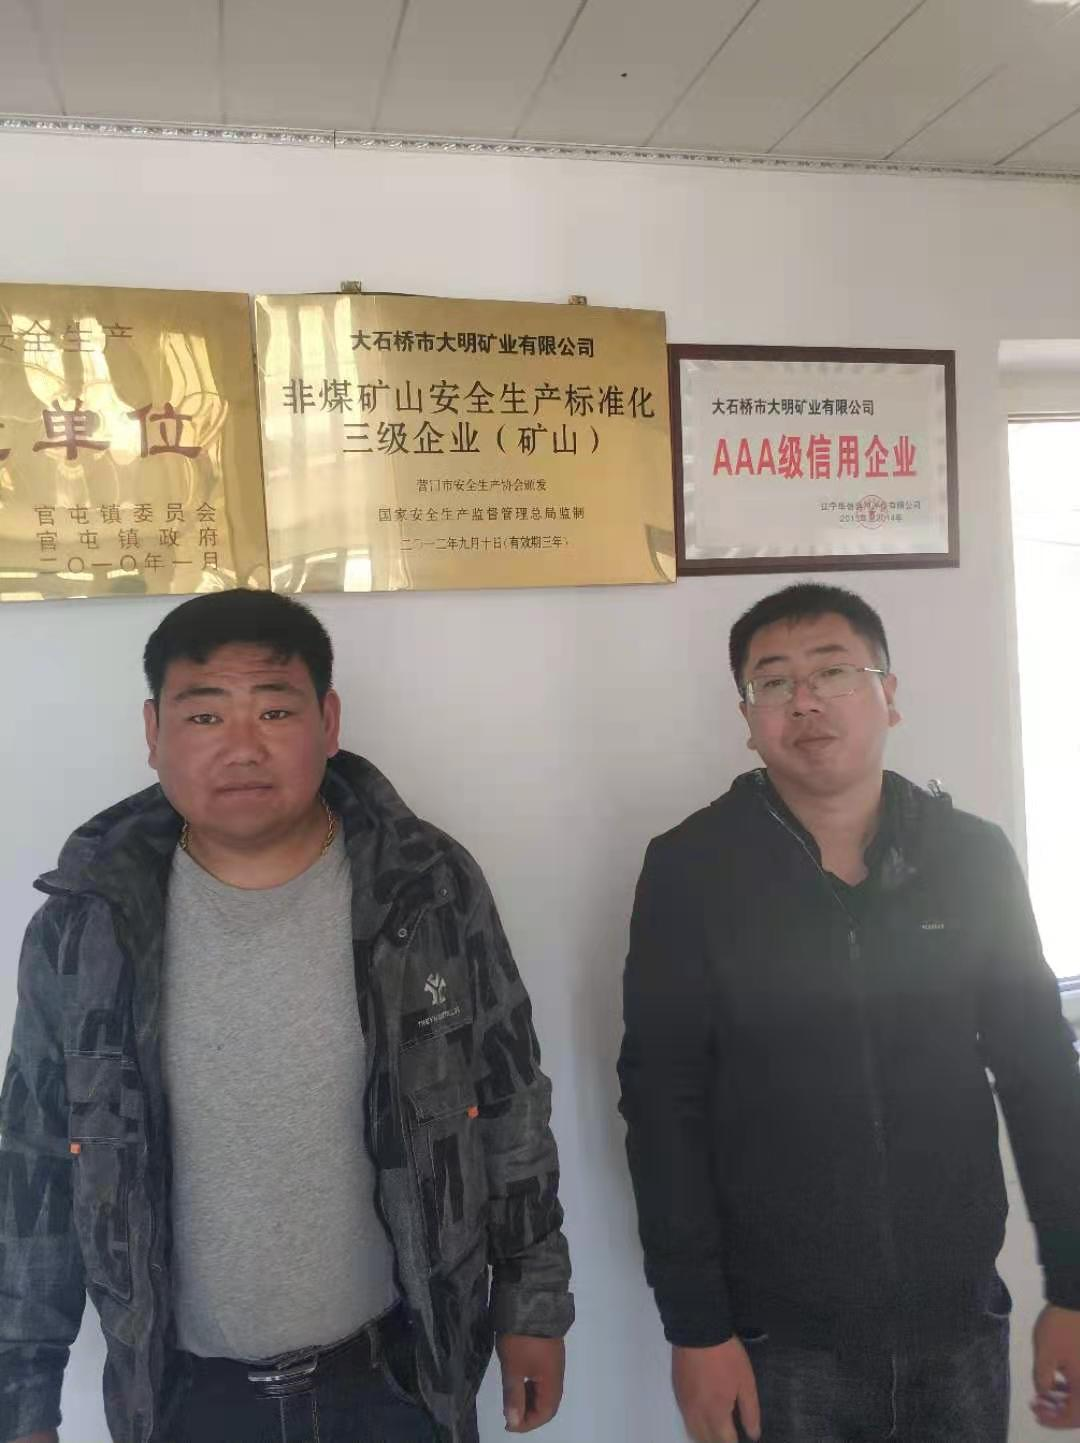 安全生产
单位
官屯镇委员会
官屯镇政府
二〇一〇年一月
大石桥市大明矿业有限公司
非煤矿山安全生产标准化
三级企业（矿山）
营口市安全生产协会颁发
国家安全生产监督管理总局监制
二〇一二年九月十日(有效期三年)
大石桥市大明矿业有限公司
AAA级信用企业